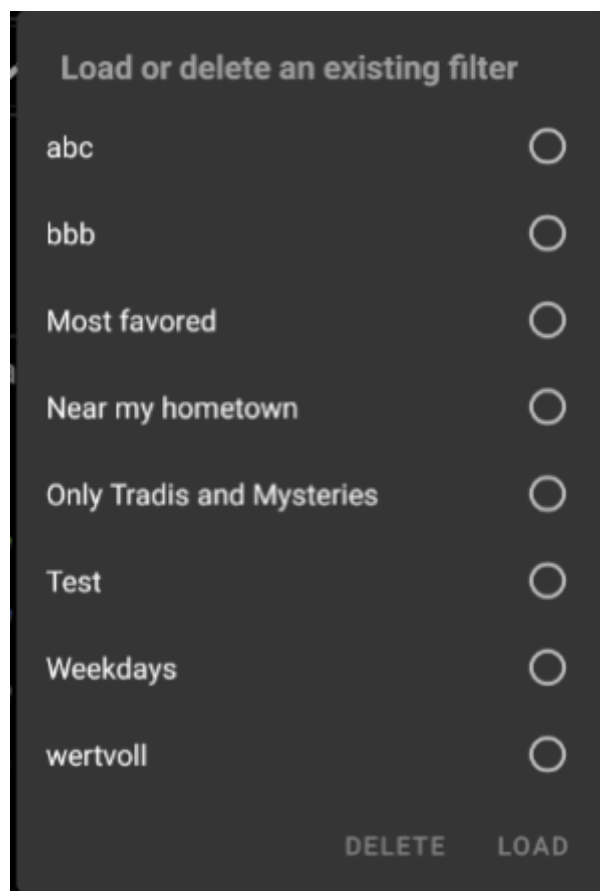 Load or delete an existing filter
abc
bbb
Most favored
Near my hometown
Only Tradis and Mysteries
Test
Weekdays
wertvoll
DELETE LOAD